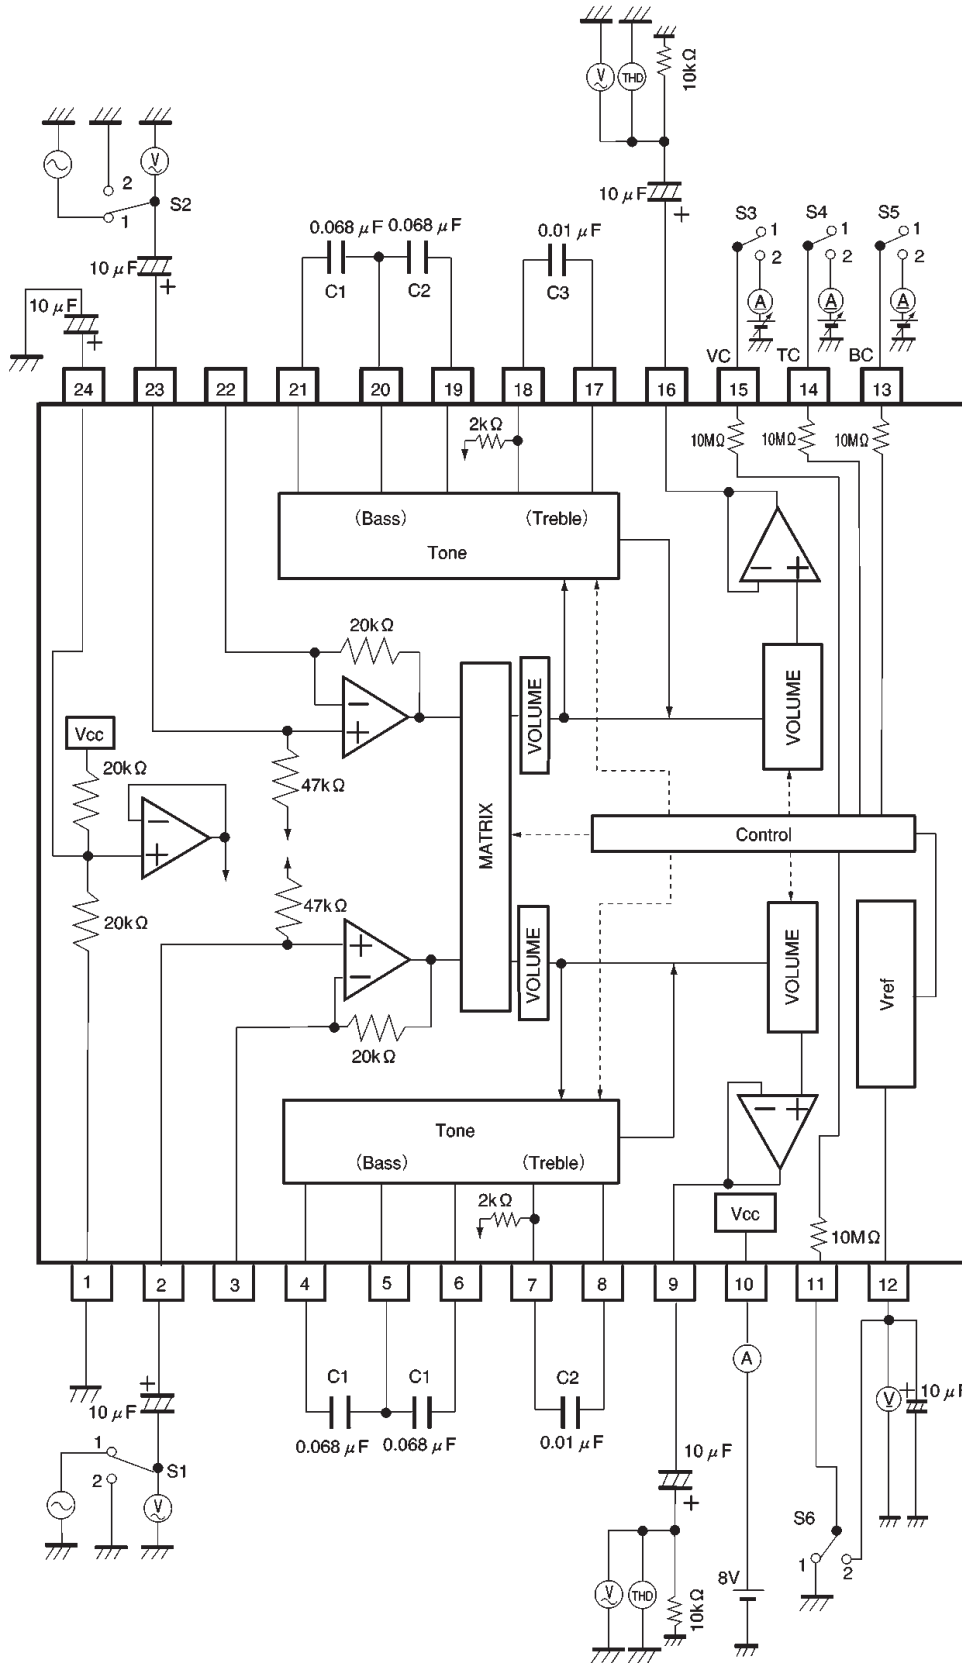 10kΩ
V
THD
V
2
1
S2
10 μF
+
10 μF
+
0.068 μF
0.068 μF
C1
C2
0.01 μF
C3
10 μF
+
S3
1
2
A
S4
1
2
A
S5
1
2
A
VC
TC
BC
24
23
22
21
20
19
18
17
16
15
14
13
2kΩ
10MΩ
10MΩ
10MΩ
(Bass)
(Treble)
Tone
− +
20kΩ
−
+
VOLUME
VOLUME
Vcc
20kΩ
47kΩ
−
+
MATRIX
Control
20kΩ
47kΩ
+
−
20kΩ
VOLUME
VOLUME
Vref
Tone
(Bass)
(Treble)
2kΩ
− +
Vcc
10MΩ
1
2
3
4
5
6
7
8
9
10
11
12
+
10 μF
C1
C1
0.068 μF
0.068 μF
C2
0.01 μF
A
V
+
10 μF
10 μF
+
1
2
S1
V
S6
1
2
8V
V
THD
10kΩ